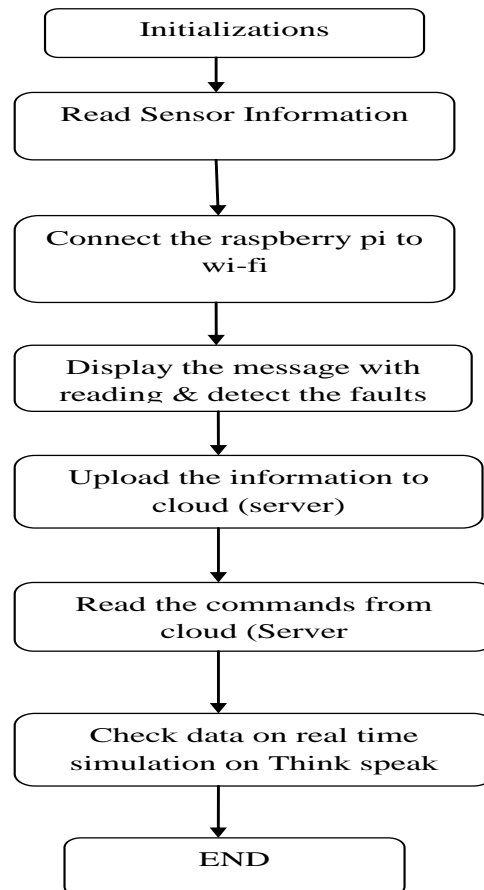 Initializations
Read Sensor Information
Connect the raspberry pi to
wi-fi
Display the message with
reading & detect the faults
Upload the information to
cloud (server)
Read the commands from
cloud (Server
Check data on real time
simulation on Think speak
END